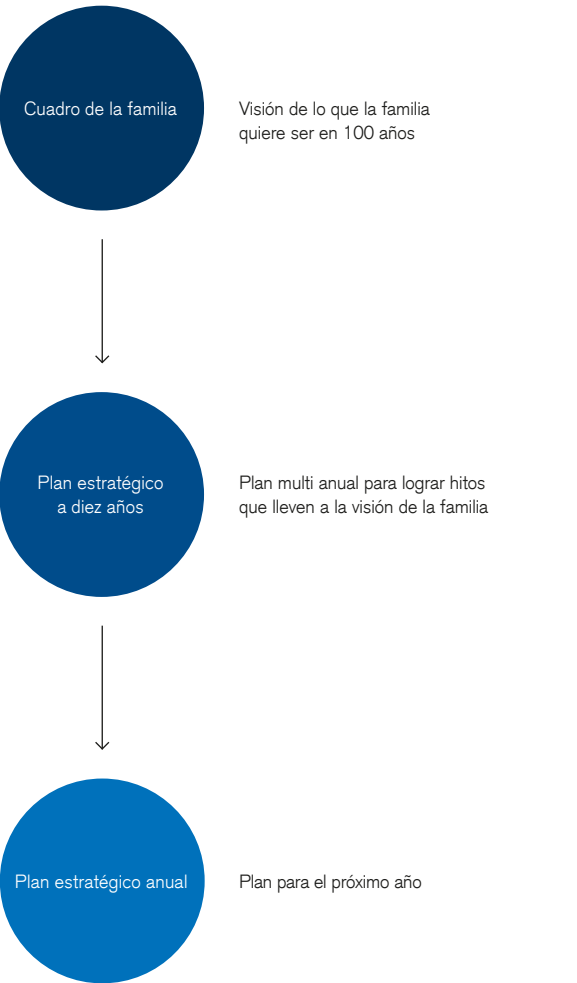 Cuadro de la familia
Visión de lo que la familia
quiere ser en 100 años
Plan estratégico
a diez años
Plan multi anual para lograr hitos
que lleven a la visión de la familia
Plan estratégico anual
Plan para el próximo año